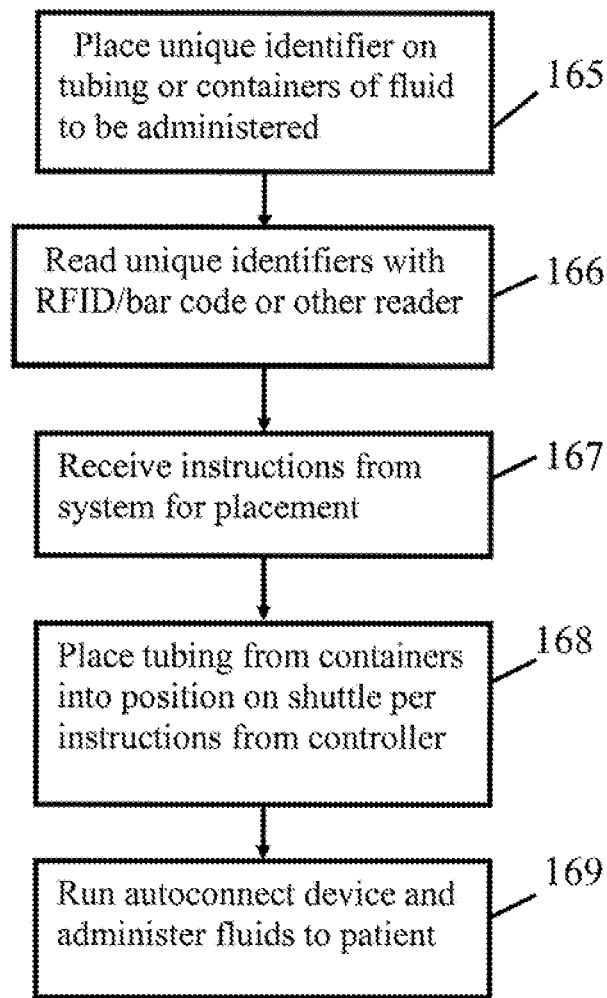 Place unique identifier on
tubing or containers of fluid
to be administered
165
Read unique identifiers with
RFID/bar code or other reader
166
Receive instructions from
system for placement
167
Place tubing from containers
into position on shuttle per
instructions from controller
168
Run autoconnect device and
administer fluids to patient
169